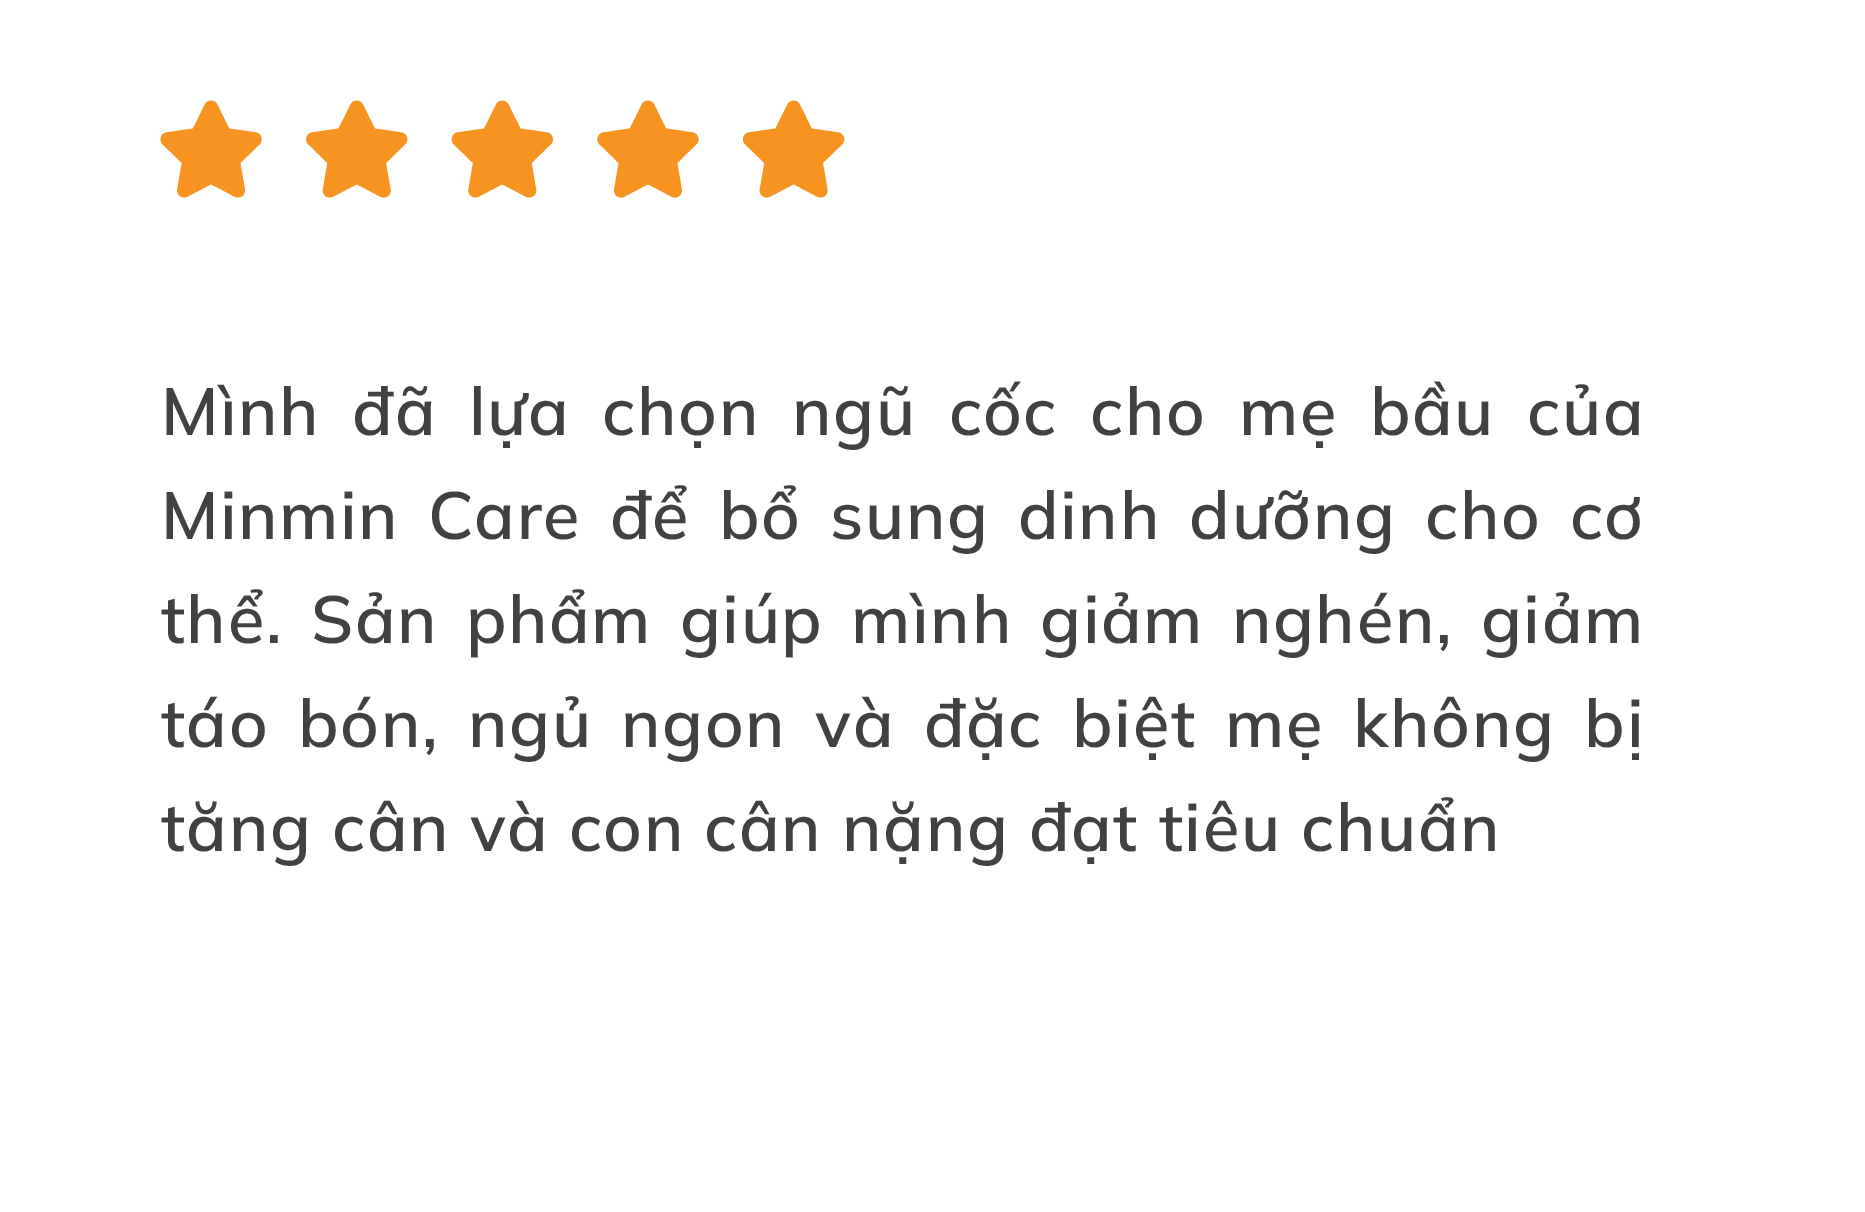 Mình đã lựa chọn ngũ cốc cho mẹ bầu của
Minmin Care để bổ sung dinh dưỡng cho cơ
thể. Sản phẩm giúp mình giảm nghén, giảm
táo bón, ngủ ngon và đặc biệt mẹ không bị
tăng cân và con cân nặng đạt tiêu chuẩn